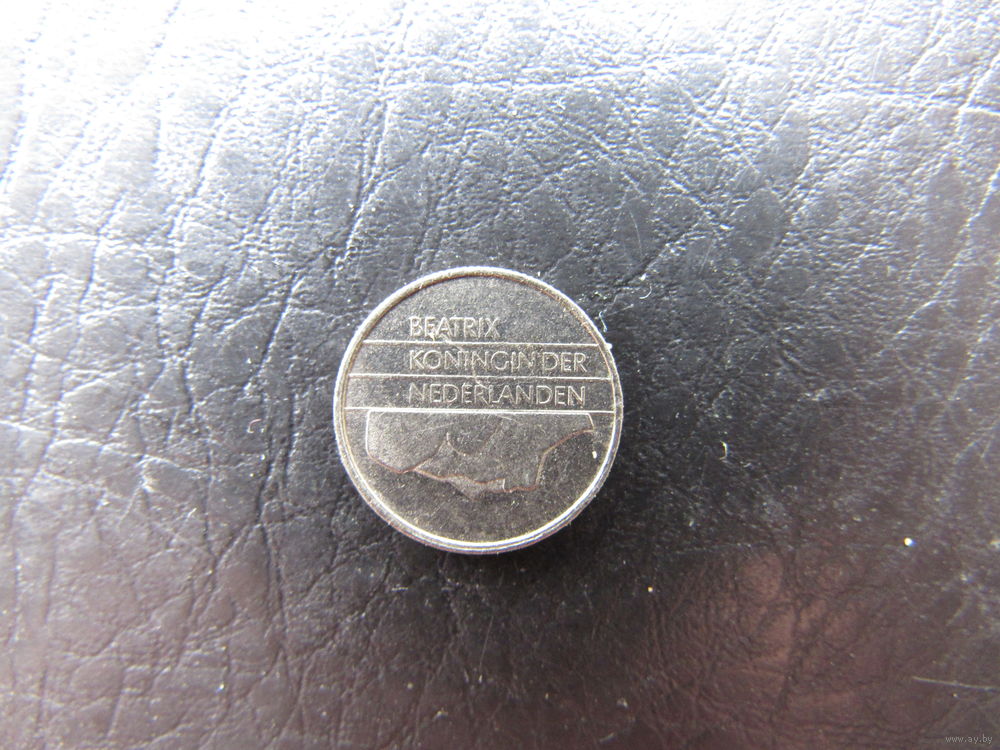 BEATRIX
KONINGIN DER
NEDERLANDEN
www.ay.by